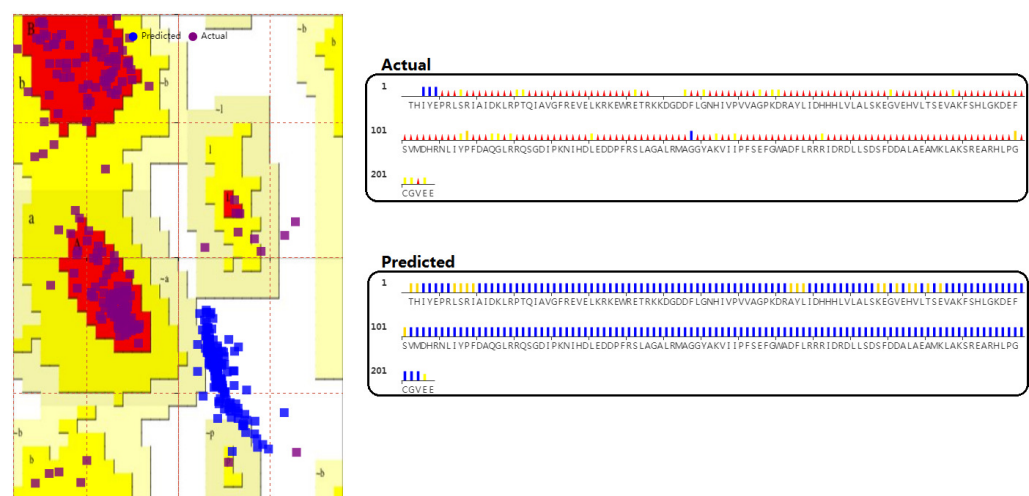 B
Predicted
Actual
~b
b
b
~b
~l
l
a
A
~a
~b
~p
b
~b
Actual
1
THIYEPRLSRIAIDKLRPTQIAVGFREVELKRKEWRETRKKDGDDFLGNHIVPVVAGPKDRAYLIDHHHLVLALSKEGVEHVLTSEVAKFSHLGKDEF
101
SVMDHRNLIYPFDAQGLRRQSGDIPKNIHDLEDDPFRSLAGALRMAGGYAKVIIPFSEFGWADFLRRRIDRDLLSDSFDDALAEAMKLAKSREARHLPG
201
CGVEE
Predicted
1
THIYEPRLSRIAIDKLRPTQIAVGFREVELKRKEWRETRKKDGDDFLGNHIVPVVAGPKDRAYLIDHHHLVLALSKEGVEHVLTSEVAKFSHLGKDEF
101
SVMDHRNLIYPFDAQGLRRQSGDIPKNIHDLEDDPFRSLAGALRMAGGYAKVIIPFSEFGWADFLRRRIDRDLLSDSFDDALAEAMKLAKSREARHLPG
201
CGVEE